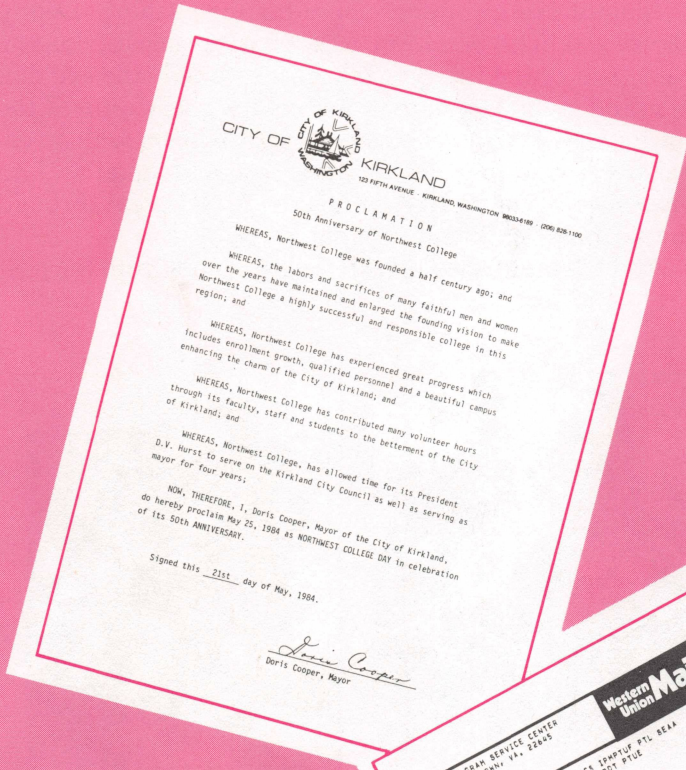 CITY OF
CITY OF KIRKLAND
WASHINGTON
KIRKLAND
123 FIFTH AVENUE · KIRKLAND, WASHINGTON 98033-6189 · (206) 828-1100
PROCLAMATION
50th Anniversary of Northwest College
WHEREAS, Northwest College was founded a half century ago; and
WHEREAS, the labors and sacrifices of many faithful men and women
over the years have maintained and enlarged the founding vision to make
Northwest College a highly successful and responsible college in this
region; and
WHEREAS, Northwest College has experienced great progress which
includes enrollment growth, qualified personnel and a beautiful campus
enhancing the charm of the City of Kirkland; and
WHEREAS, Northwest College has contributed many volunteer hours
through its faculty, staff and students to the betterment of the City
of Kirkland; and
WHEREAS, Northwest College, has allowed time for its President
D.V. Hurst to serve on the Kirkland City Council as well as serving as
mayor for four years;
NOW, THEREFORE, I, Doris Cooper, Mayor of the City of Kirkland,
do hereby proclaim May 25, 1984 as NORTHWEST COLLEGE DAY in celebration
of its 50th ANNIVERSARY.
Signed this 21st day of May, 1984.
Doris Cooper
Doris Cooper, Mayor
Western
Union
SERVICE CENTER
VA. 22645
IPMPTUF PTL BEAA
PTUE